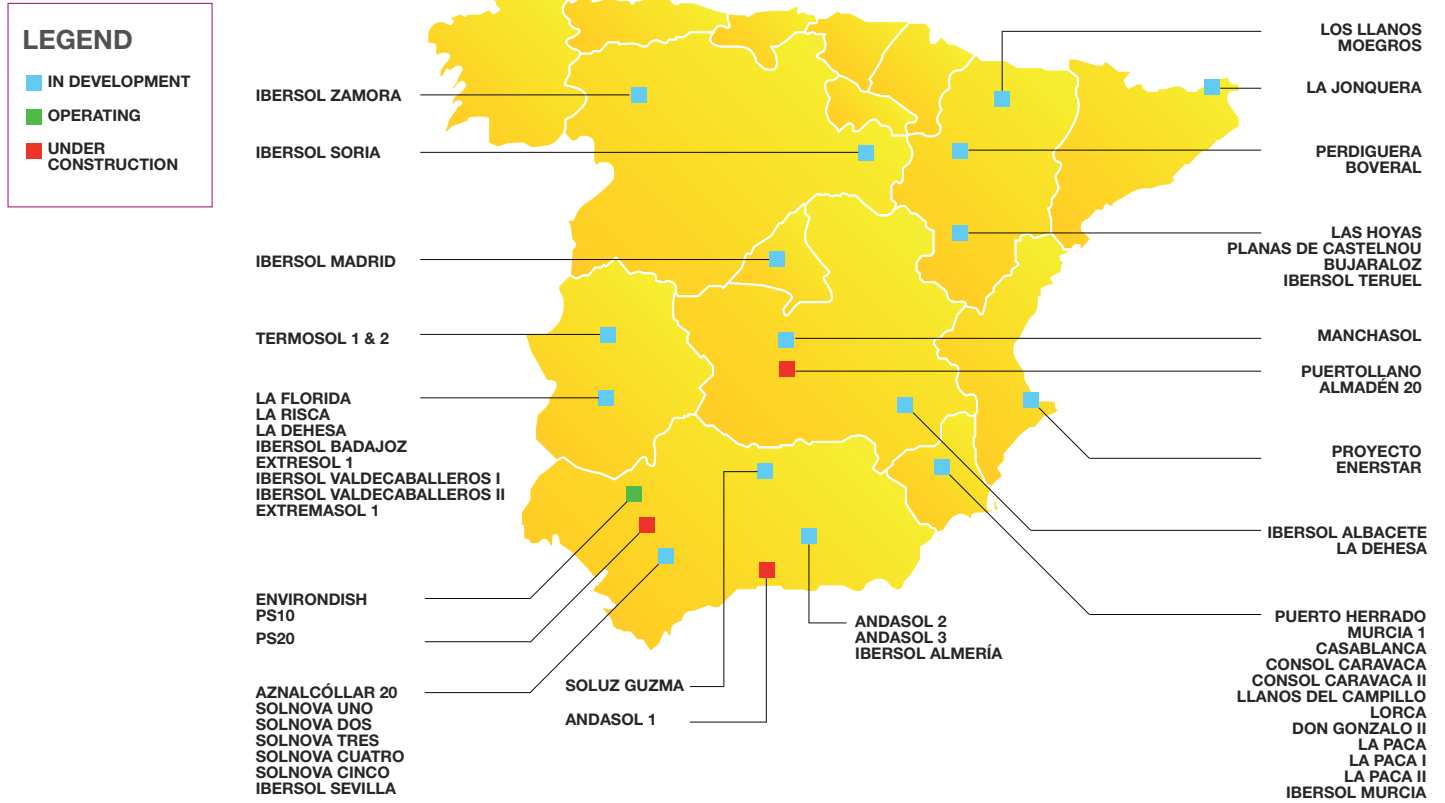 LEGEND
IN DEVELOPMENT
OPERATING
UNDER
CONSTRUCTION
IBERSOL ZAMORA
IBERSOL SORIA
IBERSOL MADRID
TERMOSOL 1 & 2
LA FLORIDA
LA RISCA
LA DEHESA
IBERSOL BADAJOZ
EXTRESOL 1
IBERSOL VALDECABALLEROS I
IBERSOL VALDECABALLEROS II
EXTREMASOL 1
ENVIRONDISH
PS10
PS20
AZNALCÓLLAR 20
SOLNOVA UNO
SOLNOVA DOS
SOLNOVA TRES
SOLNOVA CUATRO
SOLNOVA CINCO
IBERSOL SEVILLA
SOLUZ GUZMA
ANDASOL 1
ANDASOL 2
ANDASOL 3
IBERSOL ALMERÍA
LOS LLANOS
MOEGROS
LA JONQUERA
PERDIGUERA
BOVERAL
LAS HOYAS
PLANAS DE CASTELNOU
BUJARALOZ
IBERSOL TERUEL
MANCHASOL
PUERTOLLANO
ALMADÉN 20
PROYECTO
ENERSTAR
IBERSOL ALBACETE
LA DEHESA
PUERTO HERRADO
MURCIA 1
CASABLANCA
CONSOL CARAVACA
CONSOL CARAVACA II
LLANOS DEL CAMPILLO
LORCA
DON GONZALO II
LA PACA
LA PACA I
LA PACA II
IBERSOL MURCIA